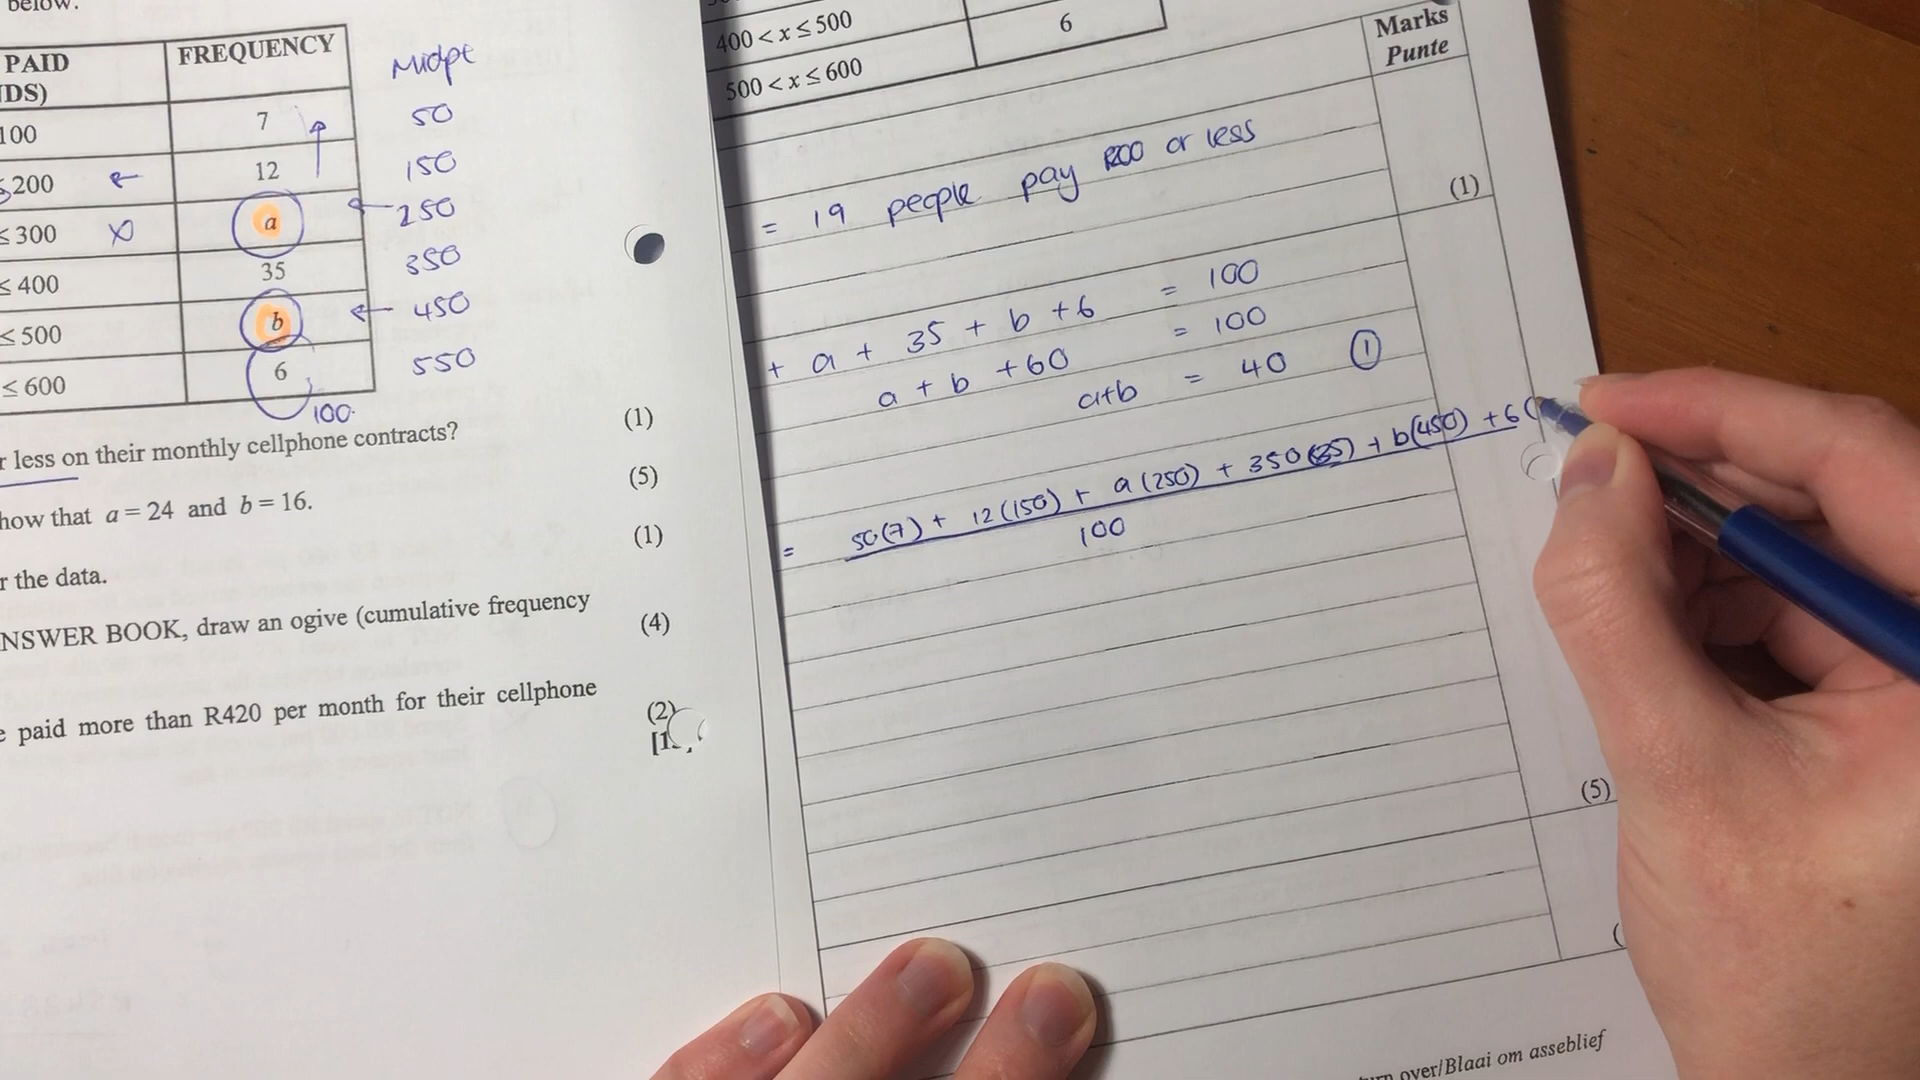 below.
PAID
DS)
FREQUENCY
Midpt
100
7
50
≤200
12
150
≤300
a
250
≤400
35
350
≤500
b
450
≤600
6
550
100
r less on their monthly cellphone contracts?
(1)
how that a = 24 and b = 16.
(5)
(1)
r the data.
NSWER BOOK, draw an ogive (cumulative frequency
(4)
e paid more than R420 per month for their cellphone
(2)
400 < x ≤ 500
6
500 < x ≤ 600
Marks
Punte
= 19 people pay or less
(1)
+ a + 35 + b + 6 = 100
a + b + 60 = 100
a+b = 40 ①
= 50(7) + 12(150) + a(250) + 350(35) + b(450) + 6(
100
(5)
(
over/Blaai om asseblief